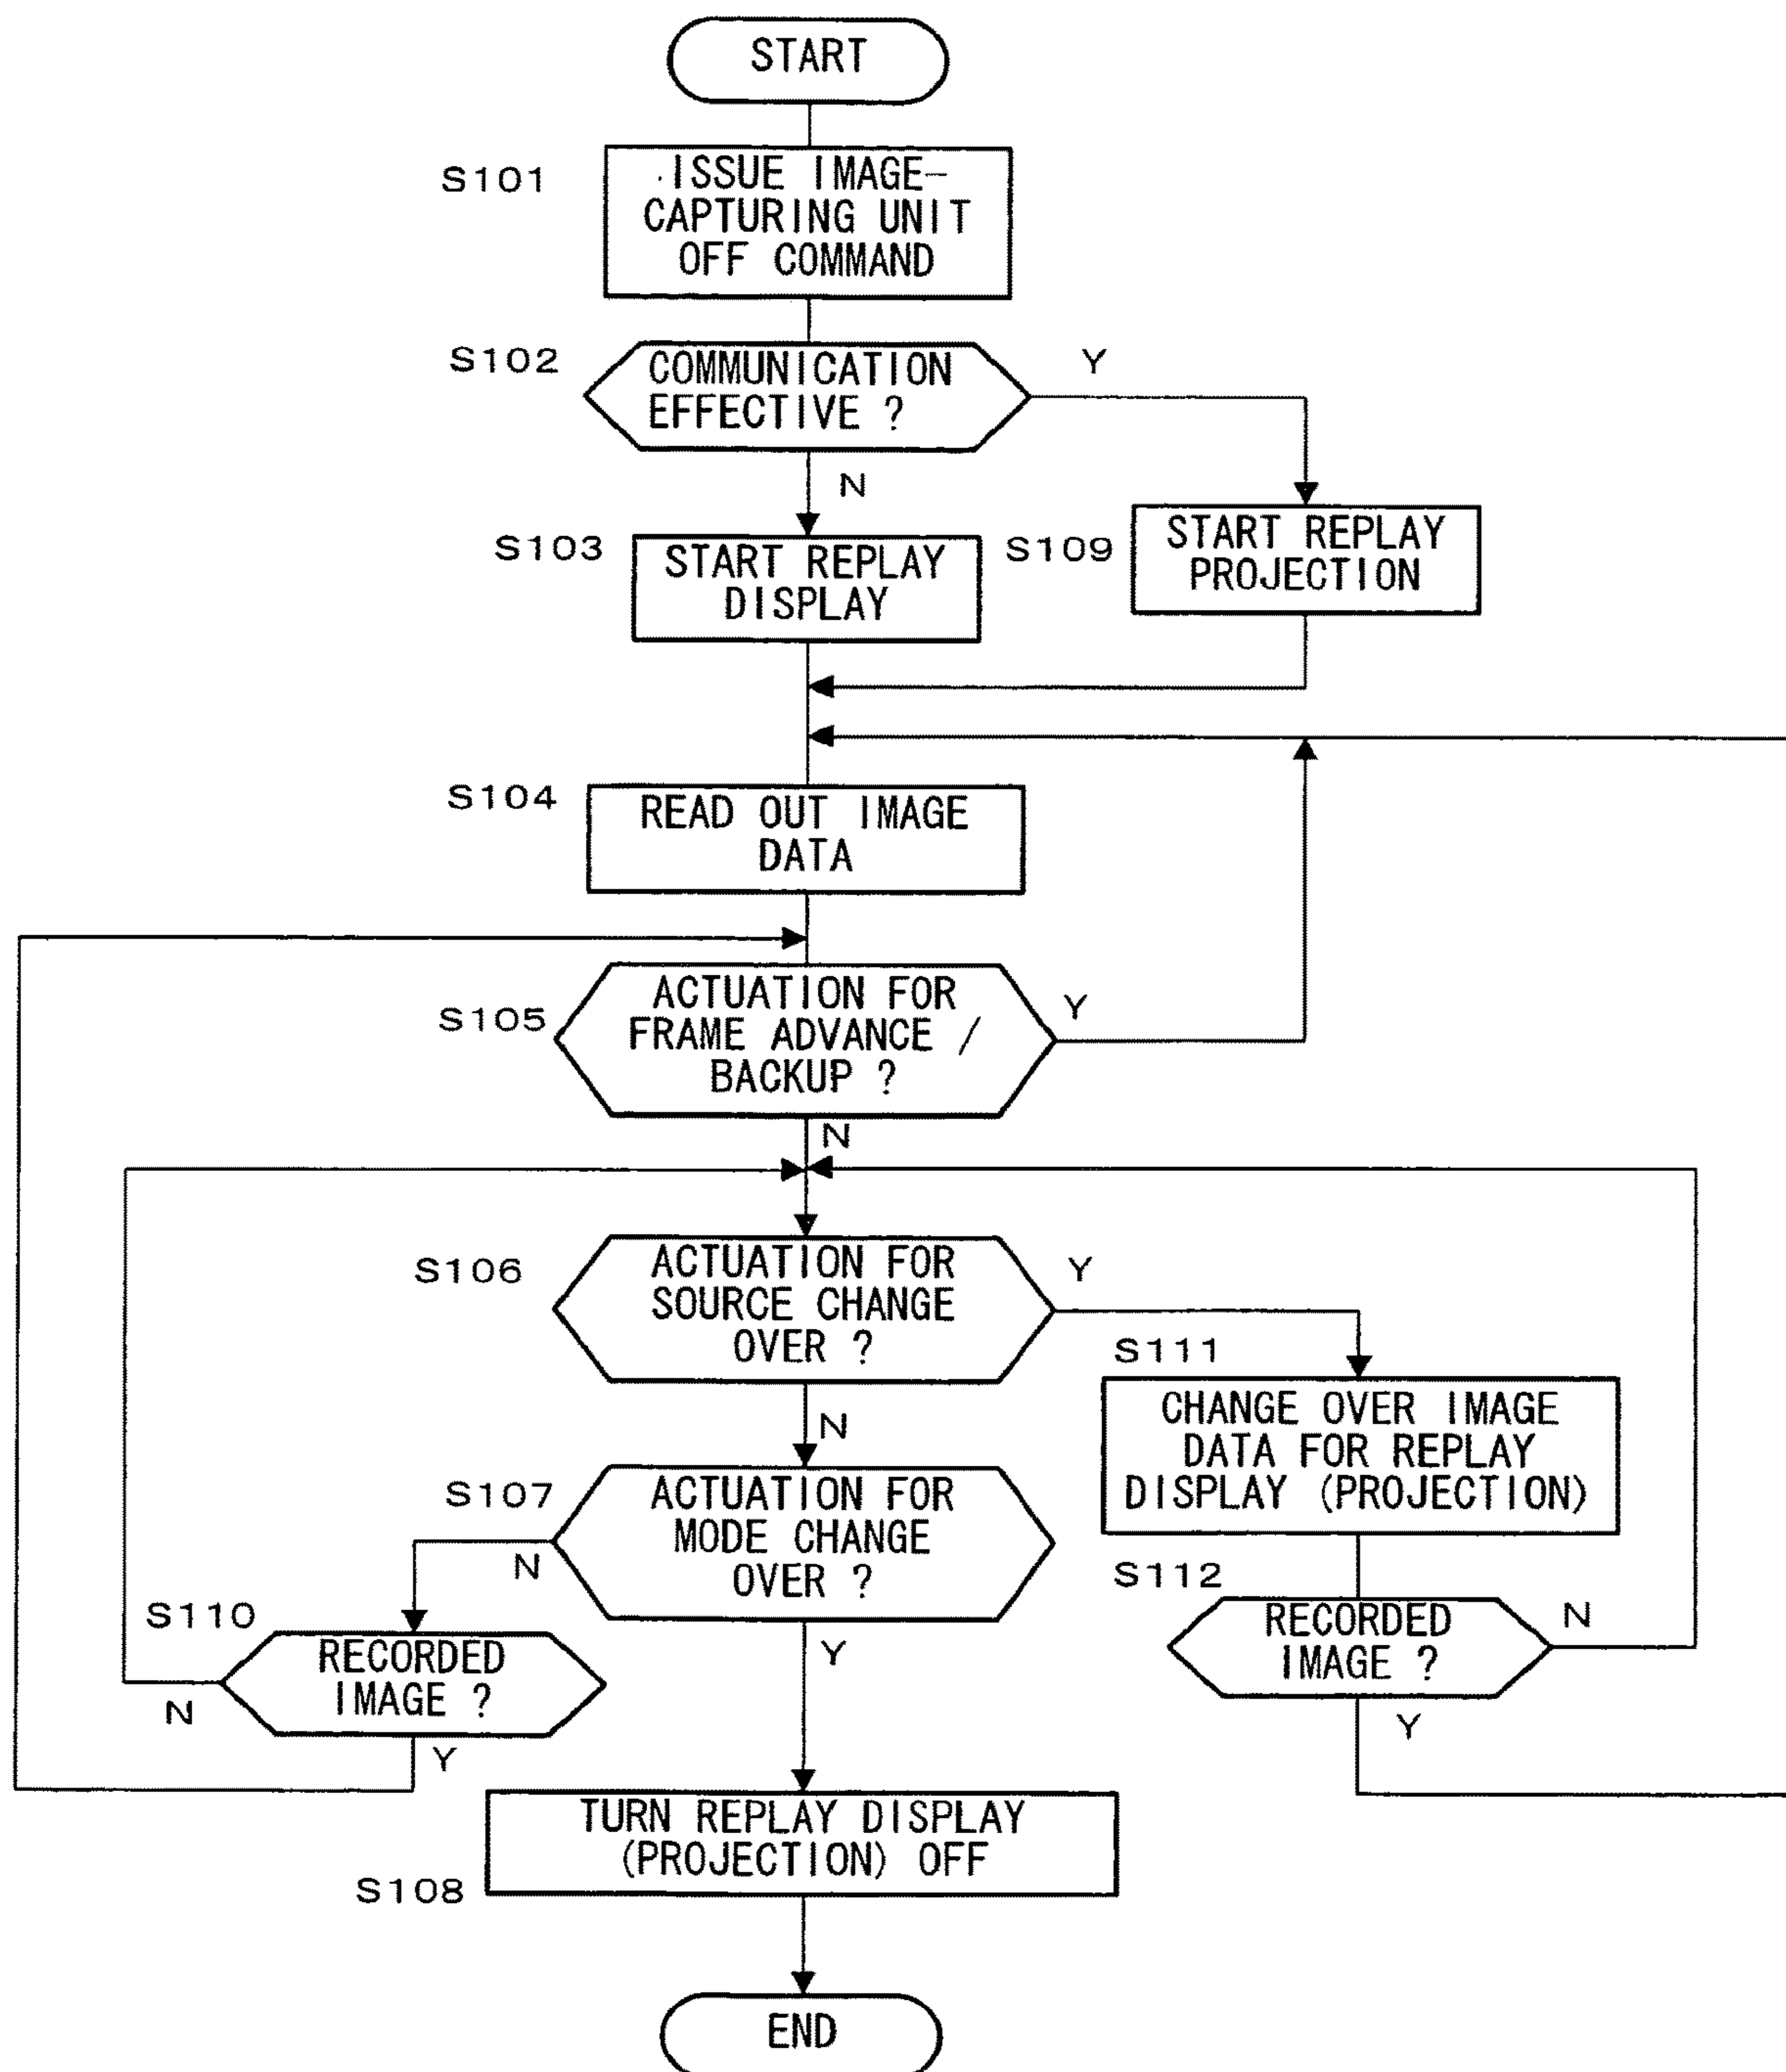 START
S101
ISSUE IMAGE-
CAPTURING UNIT
OFF COMMAND
S102
COMMUNICATION
EFFECTIVE ?
Y
N
S103
START REPLAY
DISPLAY
S109
START REPLAY
PROJECTION
S104
READ OUT IMAGE
DATA
S105
ACTUATION FOR
FRAME ADVANCE /
BACKUP ?
Y
N
S106
ACTUATION FOR
SOURCE CHANGE
OVER ?
Y
N
S111
CHANGE OVER IMAGE
DATA FOR REPLAY
DISPLAY (PROJECTION)
S107
ACTUATION FOR
MODE CHANGE
OVER ?
N
Y
S112
RECORDED
IMAGE ?
N
Y
S110
RECORDED
IMAGE ?
N
Y
TURN REPLAY DISPLAY
(PROJECTION) OFF
S108
END